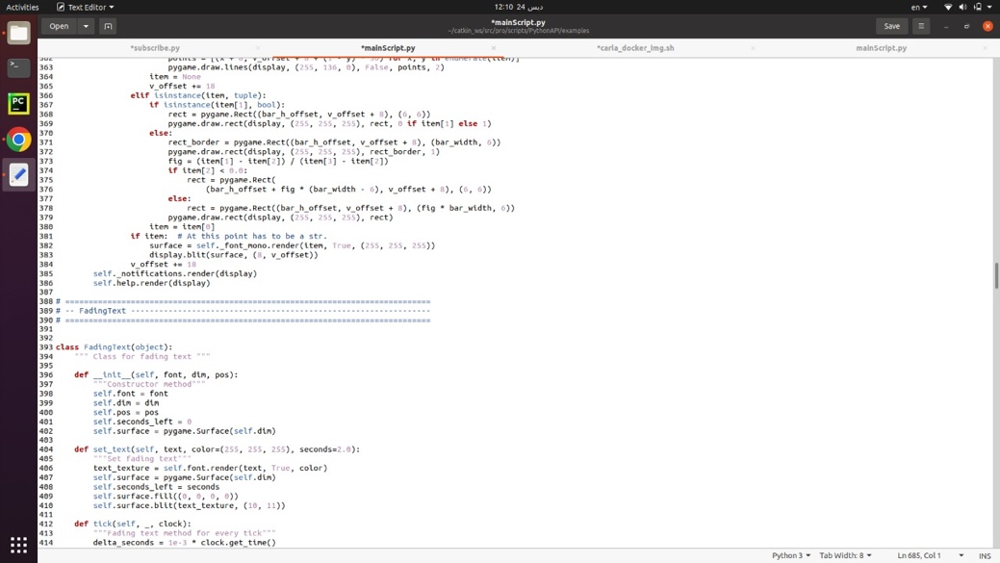 Activities
Text Editor
12:10 24 ديس
en
Open
*mainScript.py
~/catkin_ws/src/pro/scripts/PythonAPI/examples
Save
*subscribe.py
*mainScript.py
*carla_docker_img.sh
mainScript.py
363 pygame.draw.lines(display, (255, 136, 0), False, points, 2)
364 item = None
365 v_offset += 18
366 elif isinstance(item, tuple):
367 if isinstance(item[1], bool):
368 rect = pygame.Rect((bar_h_offset, v_offset + 8), (6, 6))
369 pygame.draw.rect(display, (255, 255, 255), rect, 0 if item[1] else 1)
370 else:
371 rect_border = pygame.Rect((bar_h_offset, v_offset + 8), (bar_width, 6))
372 pygame.draw.rect(display, (255, 255, 255), rect_border, 1)
373 fig = (item[1] - item[2]) / (item[3] - item[2])
374 if item[2] < 0.0:
375 rect = pygame.Rect(
376 (bar_h_offset + fig * (bar_width - 6), v_offset + 8), (6, 6))
377 else:
378 rect = pygame.Rect((bar_h_offset, v_offset + 8), (fig * bar_width, 6))
379 pygame.draw.rect(display, (255, 255, 255), rect)
380 item = item[0]
381 if item: # At this point has to be a str.
382 surface = self._font_mono.render(item, True, (255, 255, 255))
383 display.blit(surface, (8, v_offset))
384 v_offset += 18
385 self._notifications.render(display)
386 self.help.render(display)
387
388 # ==============================================================================
389 # -- FadingText ----------------------------------------------------------------
390 # ==============================================================================
391
392
393 class FadingText(object):
394 """ Class for fading text """
395
396 def __init__(self, font, dim, pos):
397 """Constructor method"""
398 self.font = font
399 self.dim = dim
400 self.pos = pos
401 self.seconds_left = 0
402 self.surface = pygame.Surface(self.dim)
403
404 def set_text(self, text, color=(255, 255, 255), seconds=2.0):
405 """Set fading text"""
406 text_texture = self.font.render(text, True, color)
407 self.surface = pygame.Surface(self.dim)
408 self.seconds_left = seconds
409 self.surface.fill((0, 0, 0, 0))
410 self.surface.blit(text_texture, (10, 11))
411
412 def tick(self, _, clock):
413 """Fading text method for every tick"""
414 delta_seconds = 1e-3 * clock.get_time()
Python 3
Tab Width: 8
Ln 685, Col 1
INS